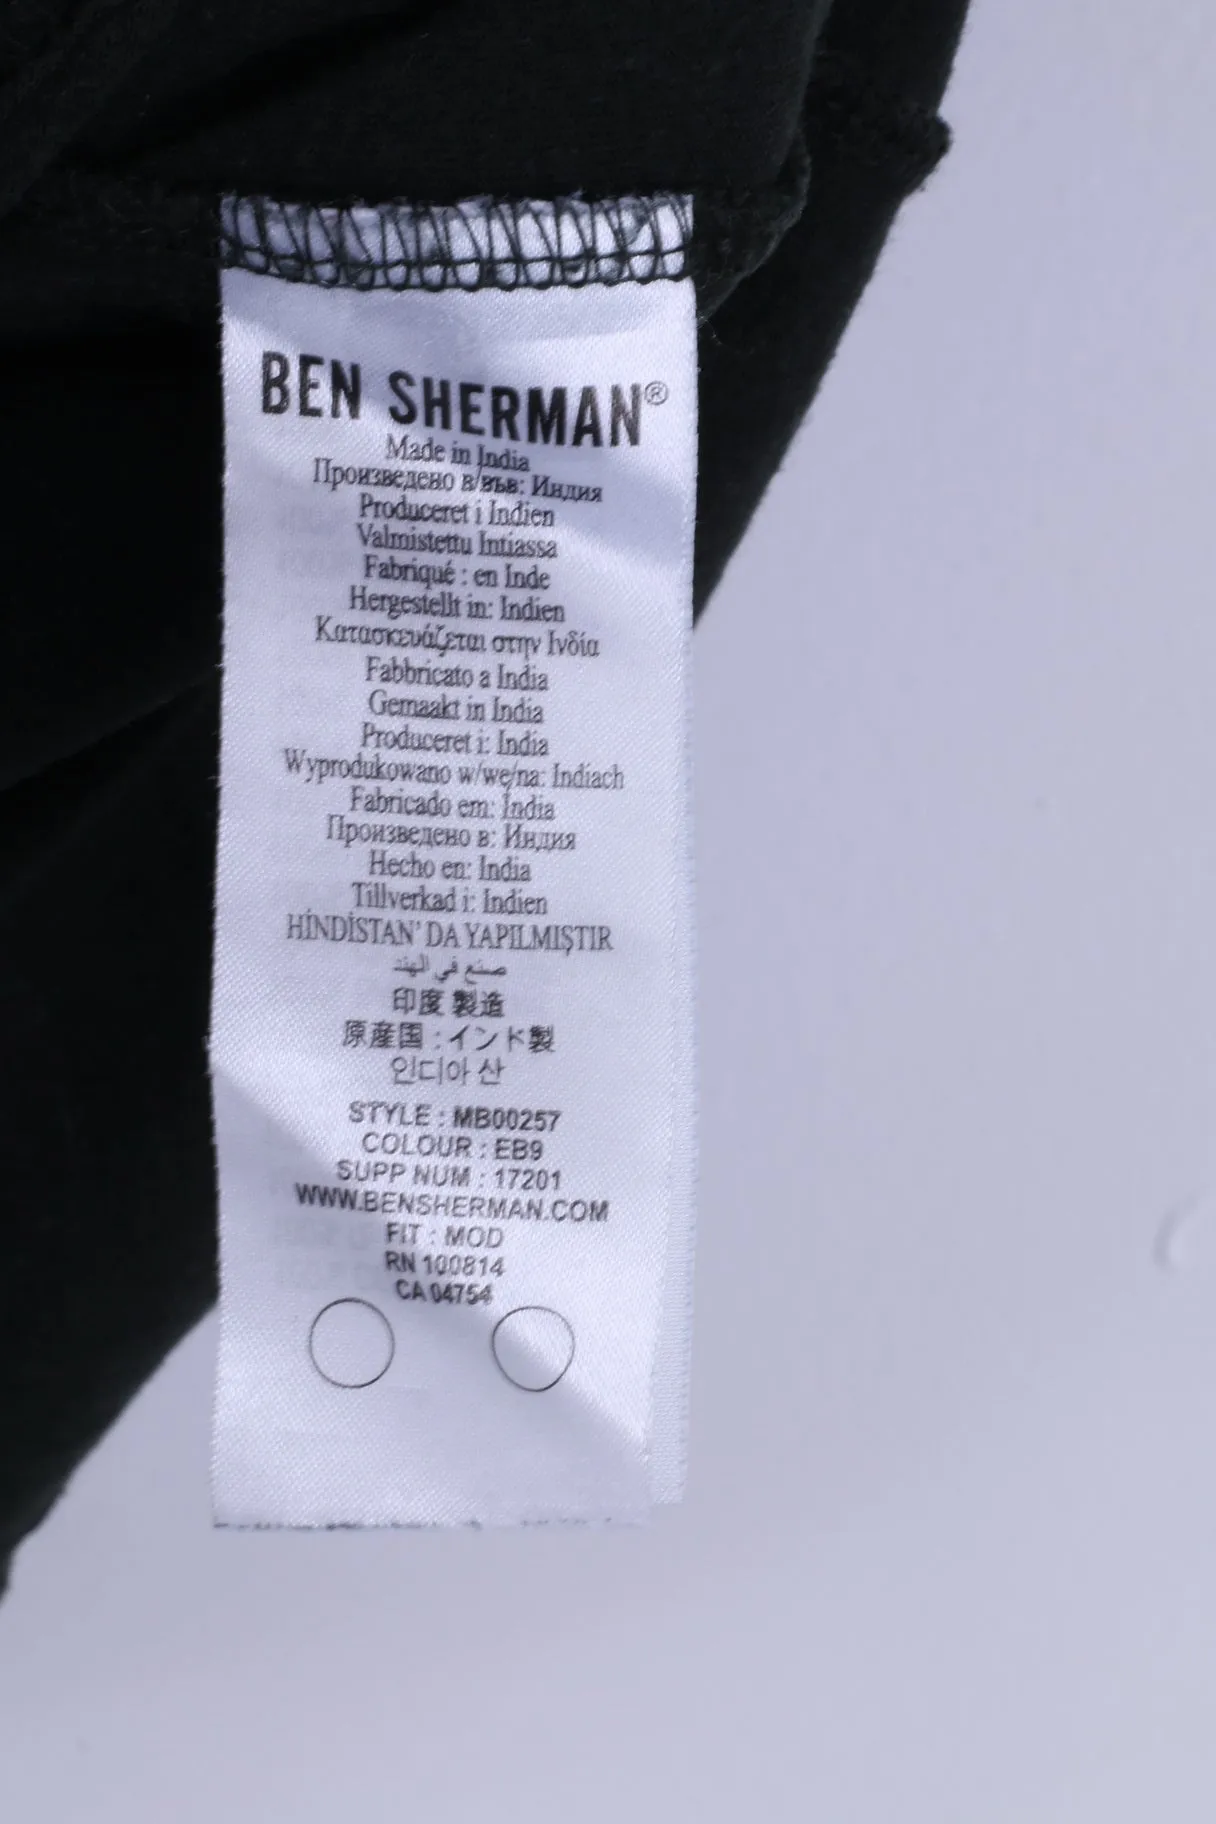 BEN SHERMAN®
Made in India
Произведено в/във: Индия
Produceret i Indien
Valmistettu Intiassa
Fabriqué : en Inde
Hergestellt in: Indien
Κατασκευάζεται στην Ινδία
Fabbricato a India
Gemaakt in India
Produceret i: India
Wyprodukowano w/we/na: Indiach
Fabricado em: India
Произведено в: Индия
Hecho en: India
Tillverkad i: Indien
HİNDİSTAN' DA YAPILMIŞTIR
صنع في الهند
印度 製造
原産国 : インド製
인디아 산
STYLE : MB00257
COLOUR : EB9
SUPP NUM : 17201
WWW.BENSHERMAN.COM
FIT : MOD
RN 100814
CA 04754